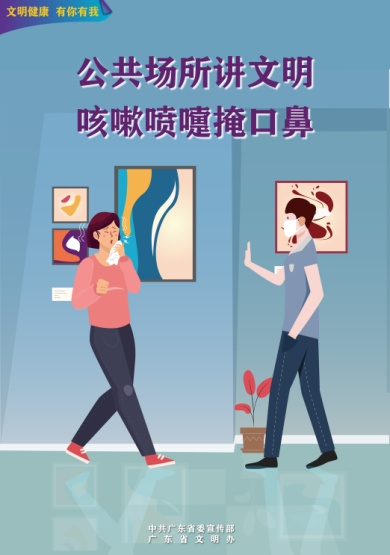 文明健康 有你有我
公共场所讲文明
咳嗽喷嚏掩口鼻
中共广东省委宣传部
广东省文明办